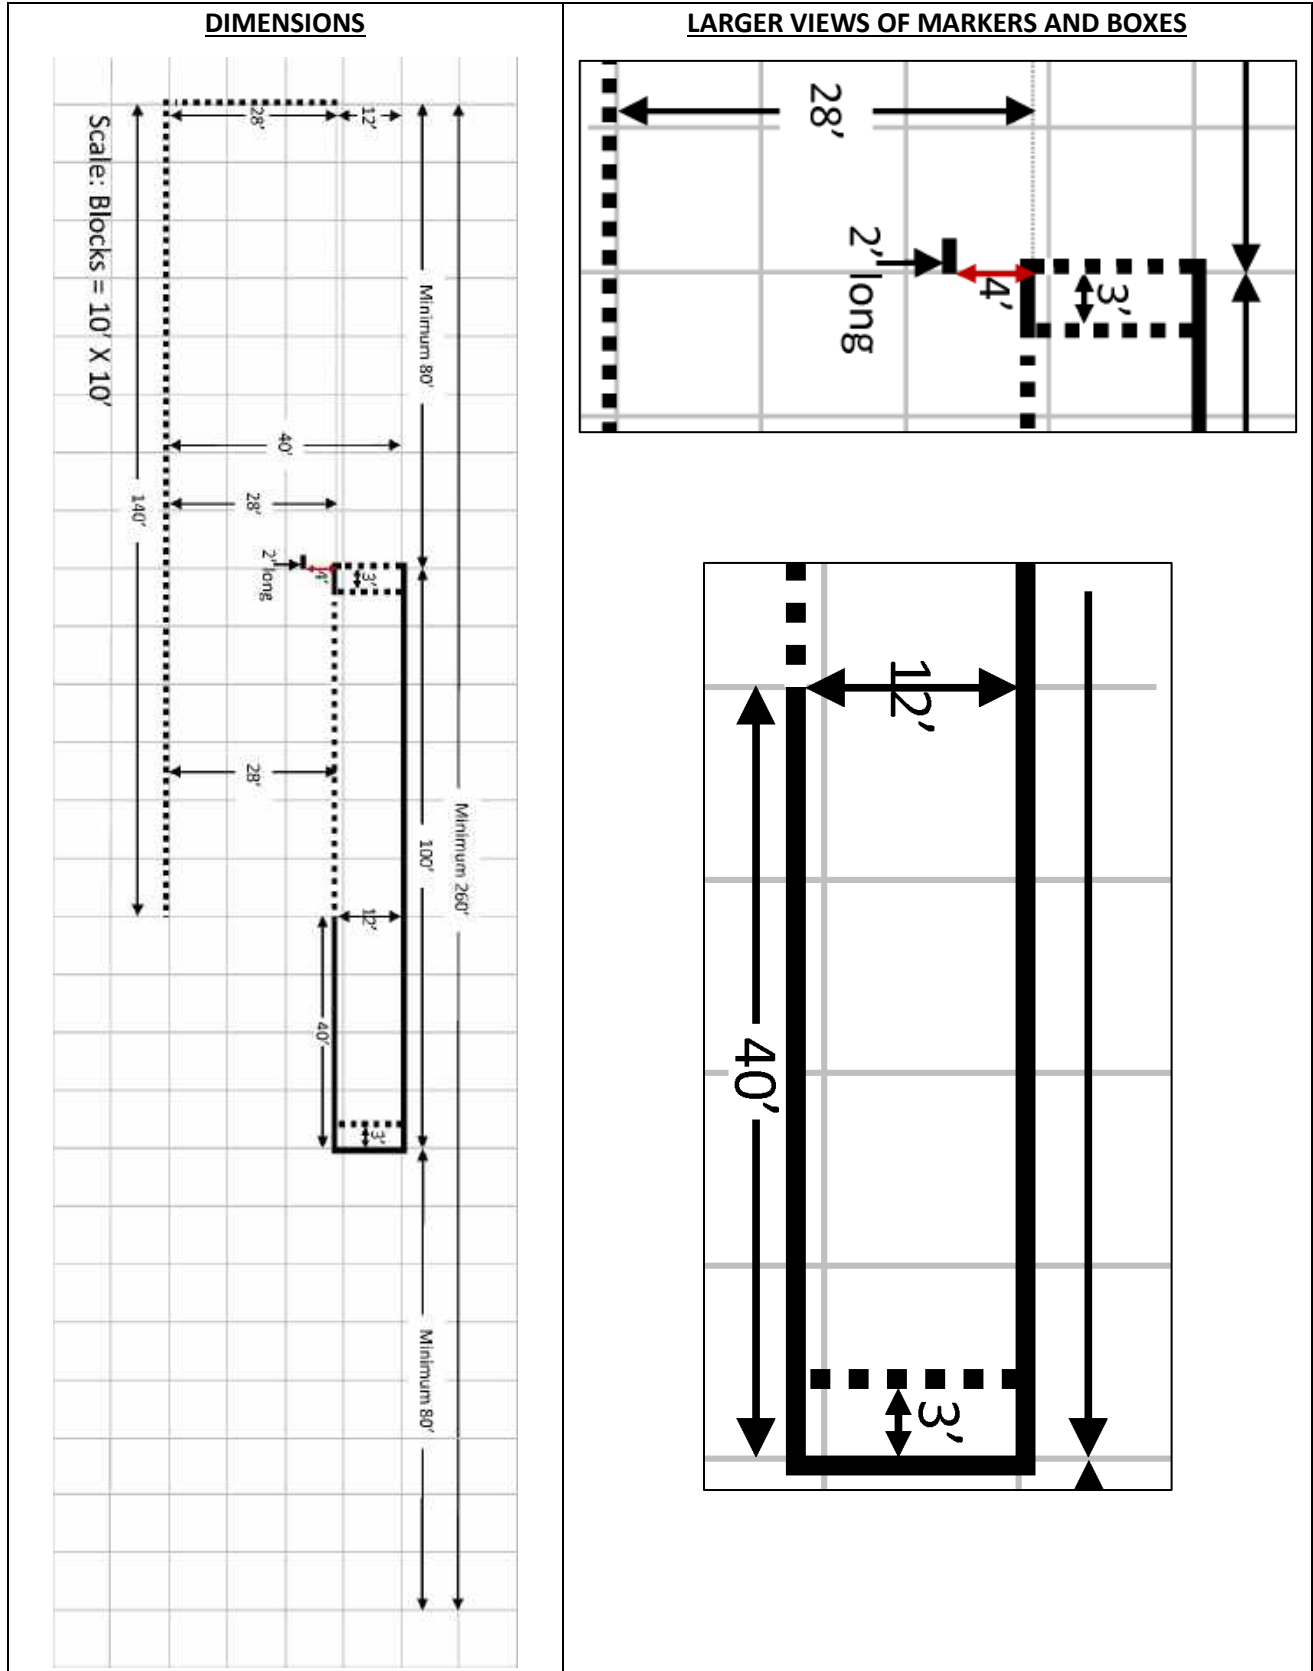 DIMENSIONS
28'
12'
Scale: Blocks = 10' X 10'
Minimum 80'
40'
28'
140'
2' long
4'
3'
28'
Minimum 260'
100'
12'
40'
3'
Minimum 80'
LARGER VIEWS OF MARKERS AND BOXES
28'
2' long
4'
3'
12'
40'
3'